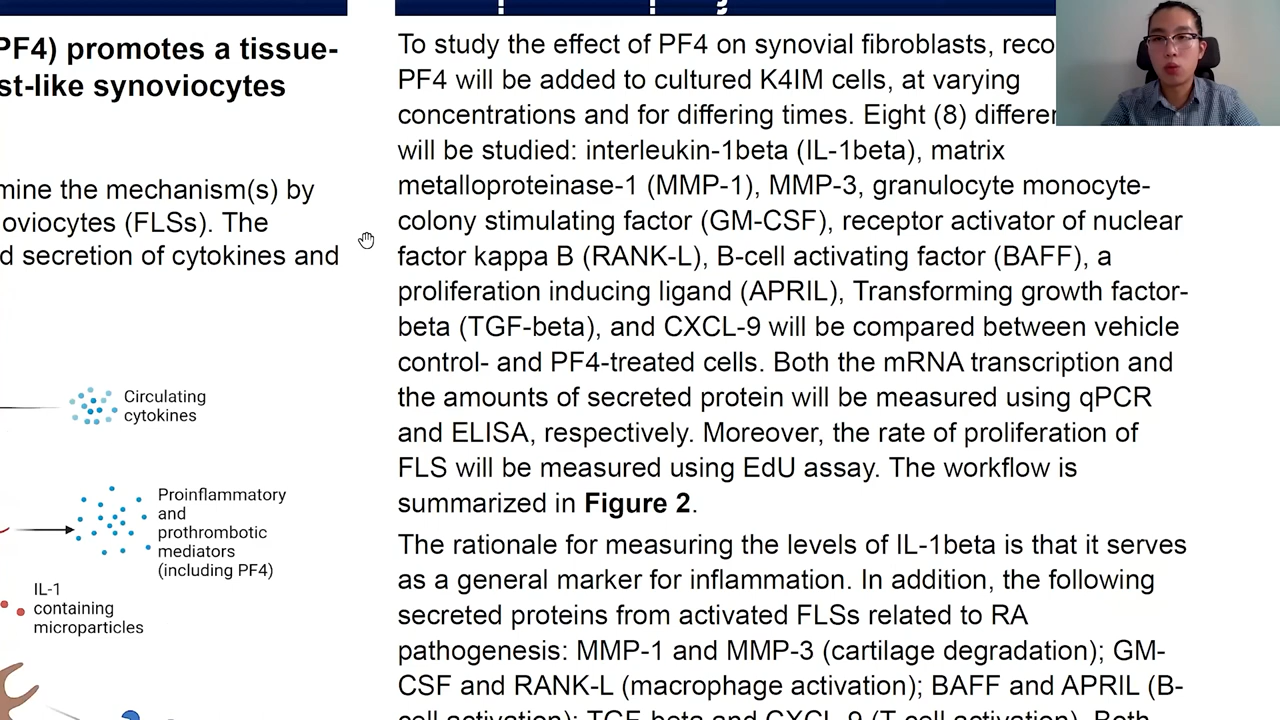 PF4) promotes a tissue-
st-like synoviocytes
mine the mechanism(s) by
oviocytes (FLSs). The
d secretion of cytokines and
Circulating
cytokines
Proinflammatory
and
prothrombotic
mediators
(including PF4)
IL-1
containing
microparticles
To study the effect of PF4 on synovial fibroblasts, reco
PF4 will be added to cultured K4IM cells, at varying
concentrations and for differing times. Eight (8) differen
will be studied: interleukin-1beta (IL-1beta), matrix
metalloproteinase-1 (MMP-1), MMP-3, granulocyte monocyte-
colony stimulating factor (GM-CSF), receptor activator of nuclear
factor kappa B (RANK-L), B-cell activating factor (BAFF), a
proliferation inducing ligand (APRIL), Transforming growth factor-
beta (TGF-beta), and CXCL-9 will be compared between vehicle
control- and PF4-treated cells. Both the mRNA transcription and
the amounts of secreted protein will be measured using qPCR
and ELISA, respectively. Moreover, the rate of proliferation of
FLS will be measured using EdU assay. The workflow is
summarized in Figure 2.
The rationale for measuring the levels of IL-1beta is that it serves
as a general marker for inflammation. In addition, the following
secreted proteins from activated FLSs related to RA
pathogenesis: MMP-1 and MMP-3 (cartilage degradation); GM-
CSF and RANK-L (macrophage activation); BAFF and APRIL (B-
cell activation); TGF-beta and CXCL-9 (T-cell activation). Both